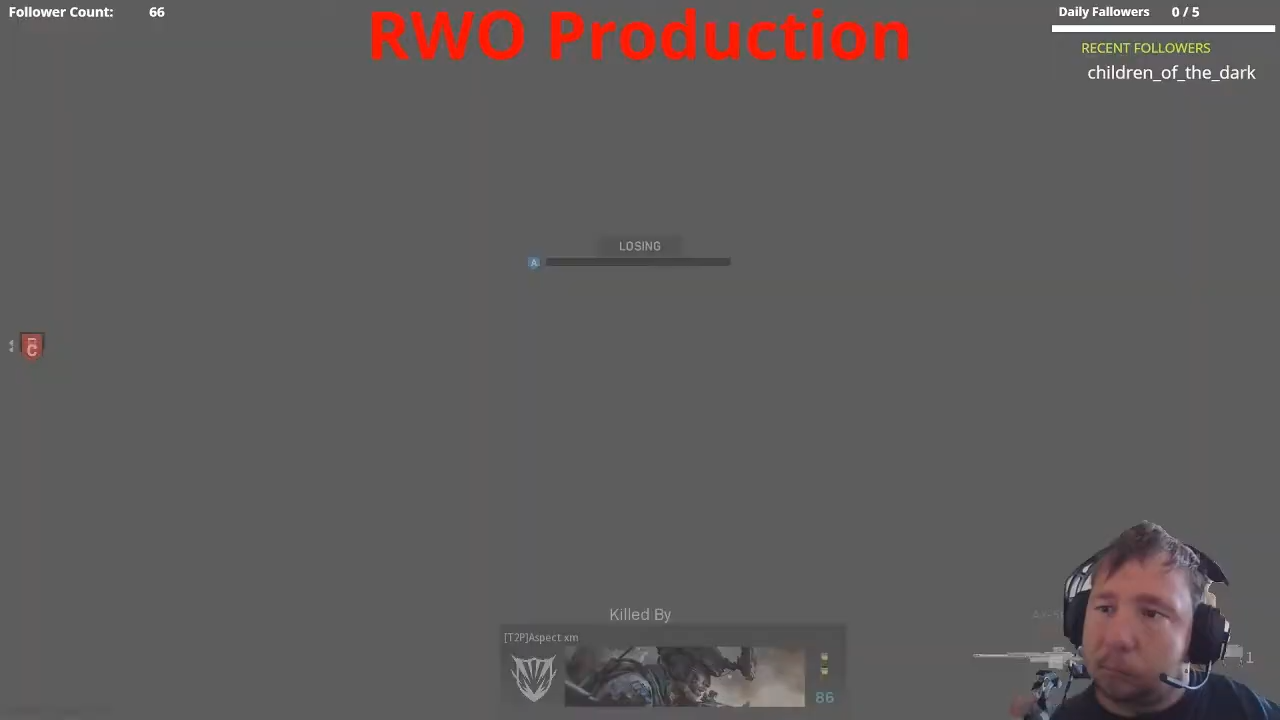 Follower Count: 66
RWO Production
Daily Fallowers 0 / 5
RECENT FOLLOWERS
children_of_the_dark
LOSING
A
C
Killed By
[T2P]Aspect xm
86
1